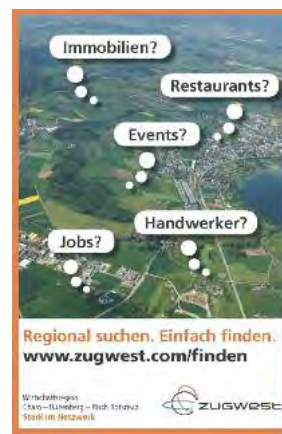 Immobilien?
Restaurants?
Events?
Handwerker?
Jobs?
Regional suchen. Einfach finden.
www.zugwest.com/finden
Wirtschaftsregion
Cham – Hünenberg – Risch Rotkreuz
Stark im Netzwerk
zugwest